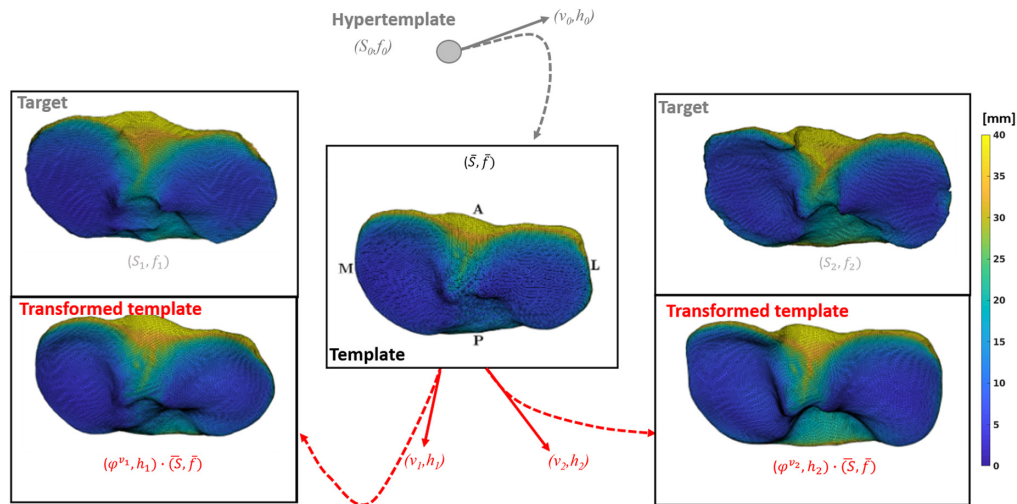 Hypertemplate
(S₀,f₀)
(v₀,h₀)
Target
(S₁, f₁)
Transformed template
(φ^{v₁}, h₁) · (S̅, f̄)
(S̄, f̄)
A
M
L
P
Template
(v₁,h₁)
(v₂,h₂)
Target
(S₂, f₂)
Transformed template
(φ^{v₂}, h₂) · (S̅, f̄)
[mm]
40
35
30
25
20
15
10
5
0